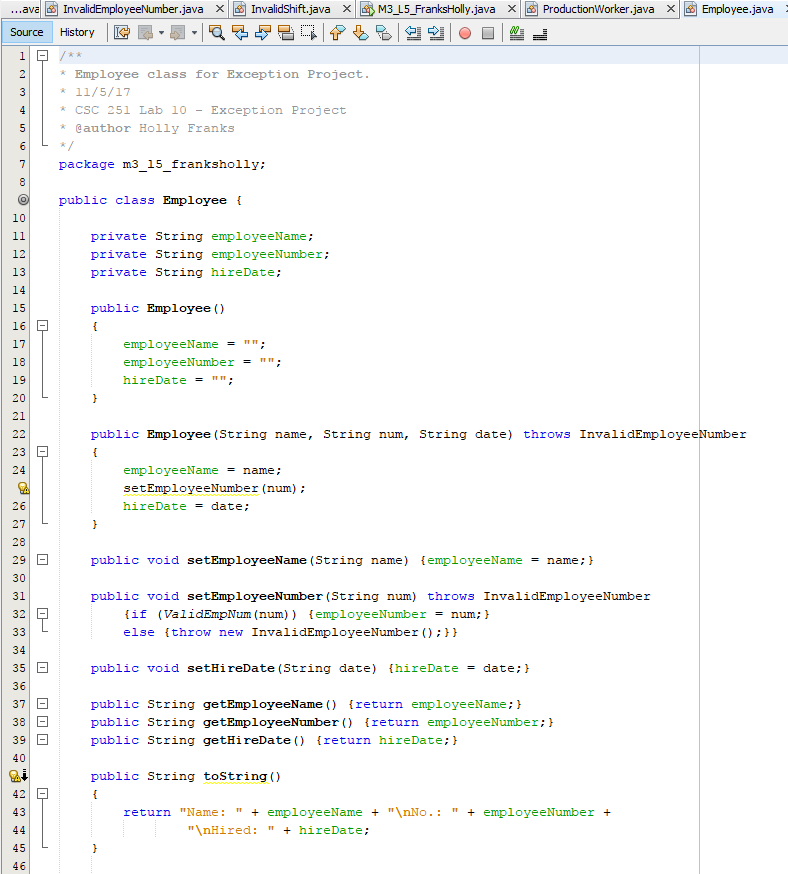 ...ava InvalidEmployeeNumber.java InvalidShift.java M3_L5_FranksHolly.java ProductionWorker.java Employee.java
Source History
1 /**
2 * Employee class for Exception Project.
3 * 11/5/17
4 * CSC 251 Lab 10 - Exception Project
5 * @author Holly Franks
6 */
7 package m3_l5_franksholly;
8
public class Employee {
10
11 private String employeeName;
12 private String employeeNumber;
13 private String hireDate;
14
15 public Employee()
16 {
17 employeeName = "";
18 employeeNumber = "";
19 hireDate = "";
20 }
21
22 public Employee(String name, String num, String date) throws InvalidEmployeeNumber
23 {
24 employeeName = name;
setEmployeeNumber(num);
26 hireDate = date;
27 }
28
29 public void setEmployeeName(String name) {employeeName = name;}
30
31 public void setEmployeeNumber(String num) throws InvalidEmployeeNumber
32 {if (ValidEmpNum(num)) {employeeNumber = num;}
33 else {throw new InvalidEmployeeNumber();}}
34
35 public void setHireDate(String date) {hireDate = date;}
36
37 public String getEmployeeName() {return employeeName;}
38 public String getEmployeeNumber() {return employeeNumber;}
39 public String getHireDate() {return hireDate;}
40
public String toString()
42 {
43 return "Name: " + employeeName + "\nNo.: " + employeeNumber +
44 "\nHired: " + hireDate;
45 }
46